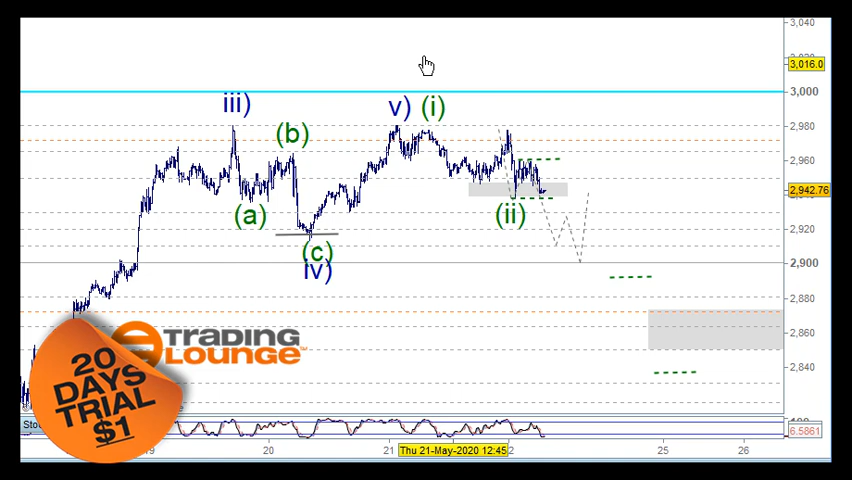 3,040
3,016.0
3,000
iii)
v) (i)
2,980
(b)
2,960
2,942.76
(a)
(ii)
2,920
(c)
iv)
2,900
2,880
2,860
2,840
TRADING
LOUNGE
20
DAYS
TRIAL
$1
Sto
6.5861
20
21
Thu 21-May-2020 12:45
2
25
26